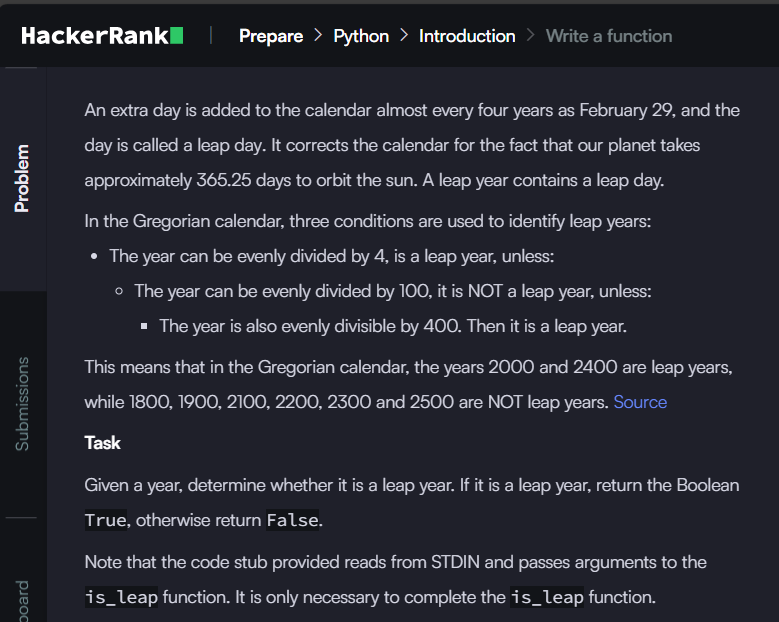 HackerRank
Prepare > Python > Introduction > Write a function
Problem
Submissions
An extra day is added to the calendar almost every four years as February 29, and the
day is called a leap day. It corrects the calendar for the fact that our planet takes
approximately 365.25 days to orbit the sun. A leap year contains a leap day.
In the Gregorian calendar, three conditions are used to identify leap years:
• The year can be evenly divided by 4, is a leap year, unless:
◦ The year can be evenly divided by 100, it is NOT a leap year, unless:
▪ The year is also evenly divisible by 400. Then it is a leap year.
This means that in the Gregorian calendar, the years 2000 and 2400 are leap years,
while 1800, 1900, 2100, 2200, 2300 and 2500 are NOT leap years. Source
Task
Given a year, determine whether it is a leap year. If it is a leap year, return the Boolean
True, otherwise return False.
Note that the code stub provided reads from STDIN and passes arguments to the
is_leap function. It is only necessary to complete the is_leap function.